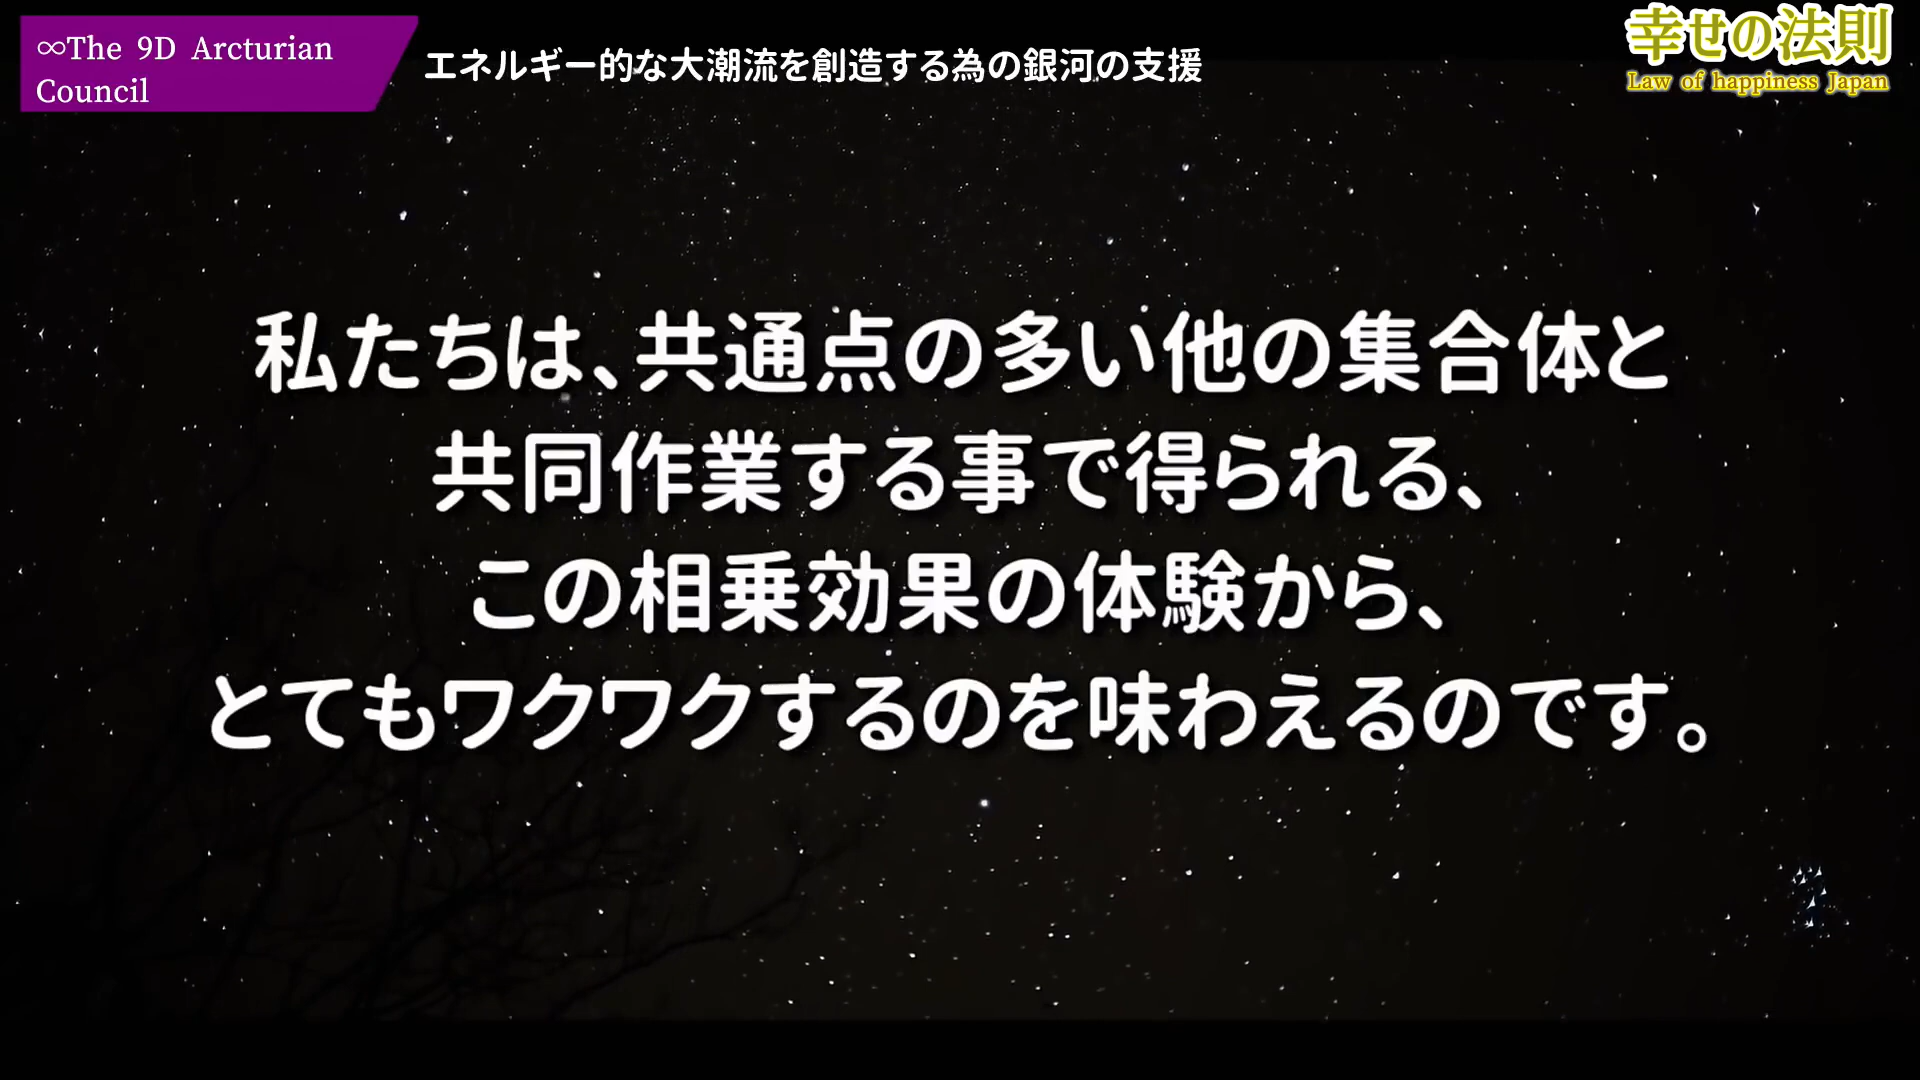 ∞The 9D Arcturian
Council
エネルギー的な大潮流を創造する為の銀河の支援
幸せの法則
Law of happiness Japan
私たちは、共通点の多い他の集合体と
共同作業する事で得られる、
この相乗効果の体験から、
とてもワクワクするのを味わえるのです。